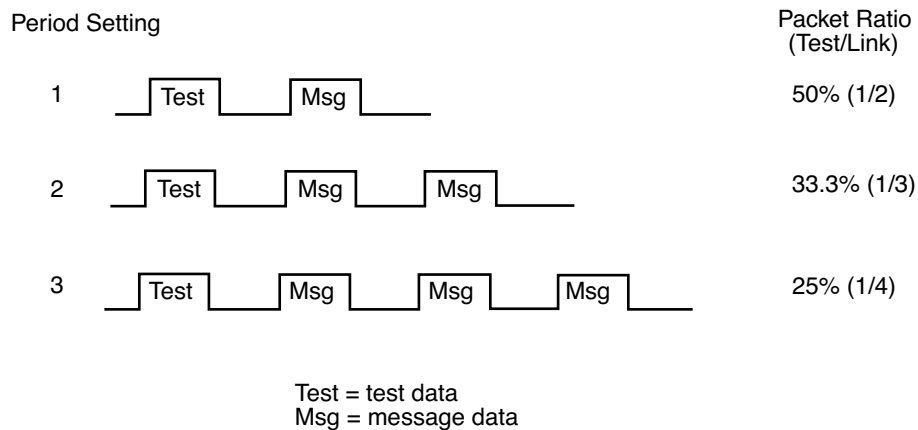 Period Setting
Packet Ratio
(Test/Link)
1 Test Msg 50% (1/2)
2 Test Msg Msg 33.3% (1/3)
3 Test Msg Msg Msg 25% (1/4)
Test = test data
Msg = message data